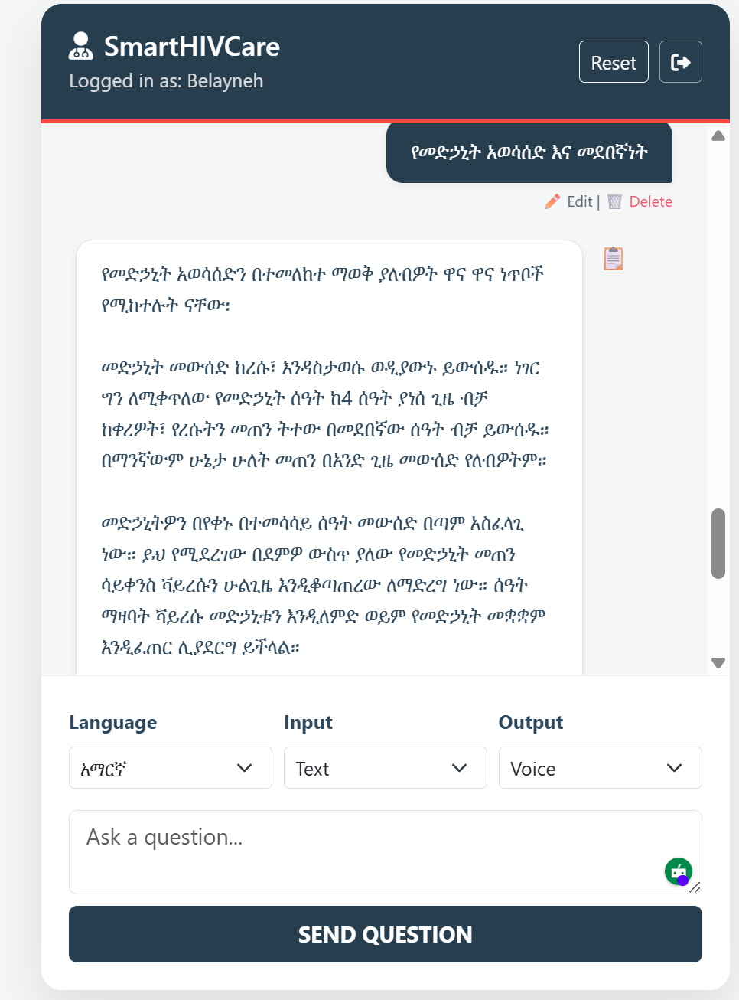 SmartHIVCare
Logged in as: Belayneh
Reset
የመድኃኒት አወሳሰድ እና መደበኛነት
Edit | Delete
የመድኃኒት አወሳሰድን በተመለከተ ማወቅ ያለብዎት ዋና ዋና ነጥቦች
የሚከተሉት ናቸው፡
መድኃኒት መውሰድ ከረሱ፣ እንዳስታወሱ ወዲያውኑ ይውሰዱ። ነገር
ግን ለሚቀጥለው የመድኃኒት ሰዓት ከ4 ሰዓት ያነሰ ጊዜ ብቻ
ከቀረዎት፣ የረሱትን መጠን ትተው በመደበኛው ሰዓት ብቻ ይውሰዱ።
በማንኛውም ሁኔታ ሁለት መጠን በአንድ ጊዜ መውሰድ የለብዎትም።
መድኃኒትዎን በየቀኑ በተመሳሳይ ሰዓት መውሰድ በጣም አስፈላጊ
ነው። ይህ የሚደረገው በደምዎ ውስጥ ያለው የመድኃኒት መጠን
ሳይቀንስ ቫይረሱን ሁልጊዜ እንዲቆጣጠረው ለማድረግ ነው። ሰዓት
ማዛባት ቫይረሱ መድኃኒቱን እንዲለምድ ወይም የመድኃኒት መቋቋም
እንዲፈጠር ሊያደርግ ይችላል።
Language
Input
Output
አማርኛ
Text
Voice
Ask a question...
SEND QUESTION